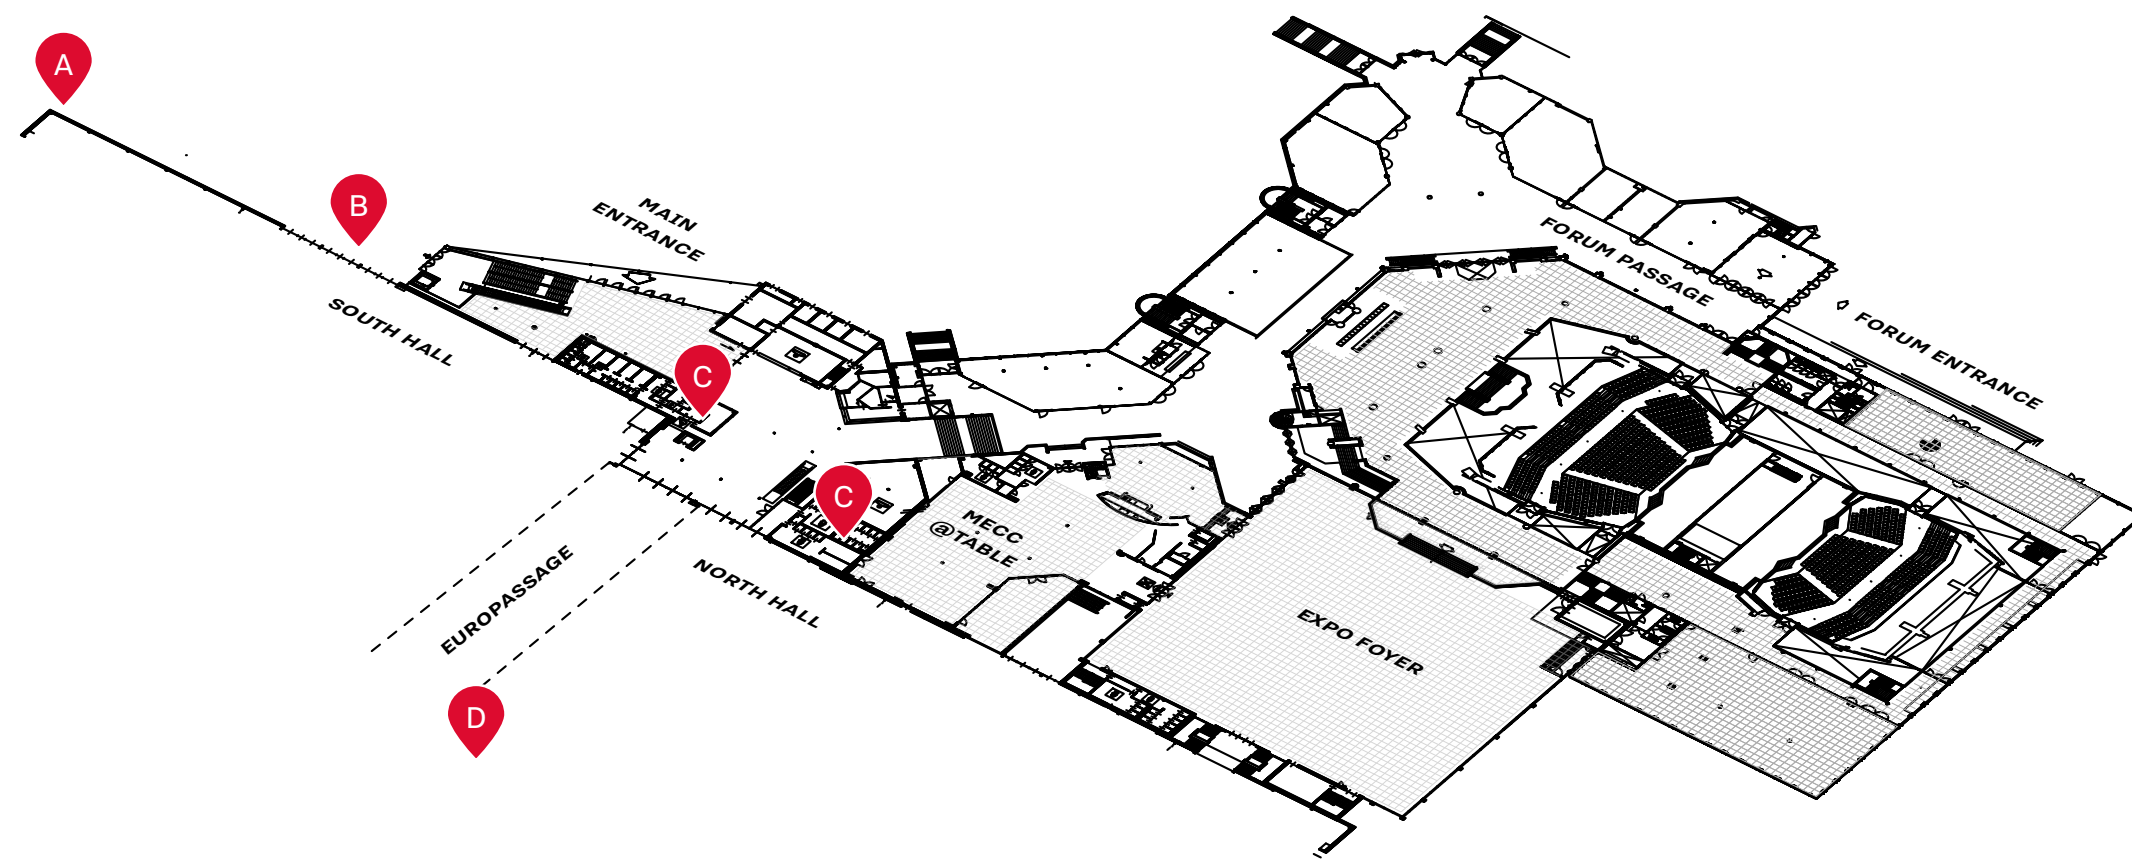 A
B
MAIN
ENTRANCE
SOUTH HALL
C
C
EUROPASSAGE
D
NORTH HALL
MECC
@TABLE
EXPO FOYER
FORUM PASSAGE
FORUM ENTRANCE